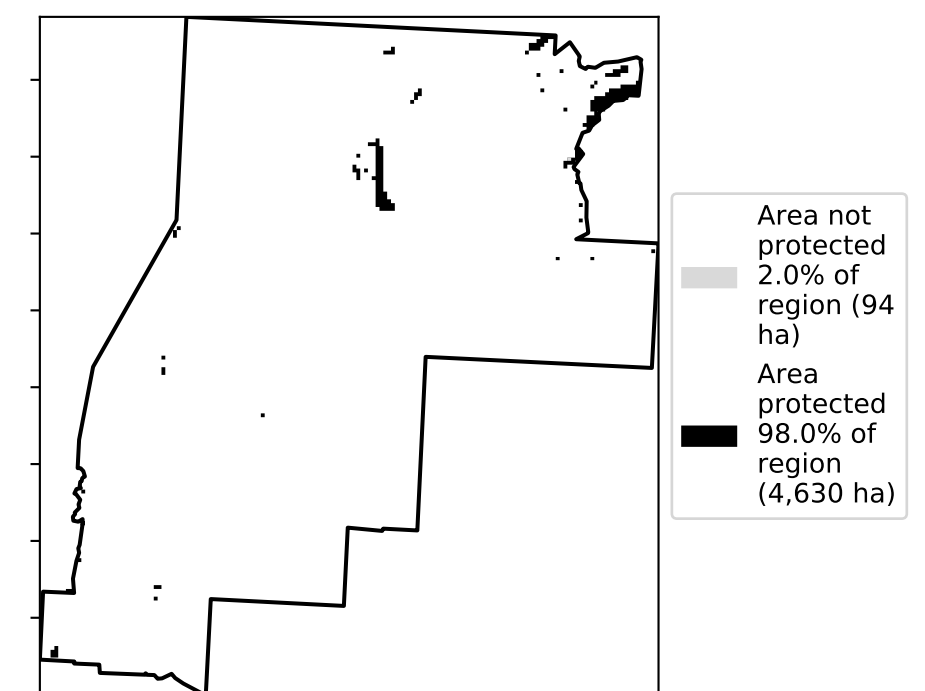 Area not
protected
2.0% of
region (94
ha)
Area
protected
98.0% of
region
(4,630 ha)